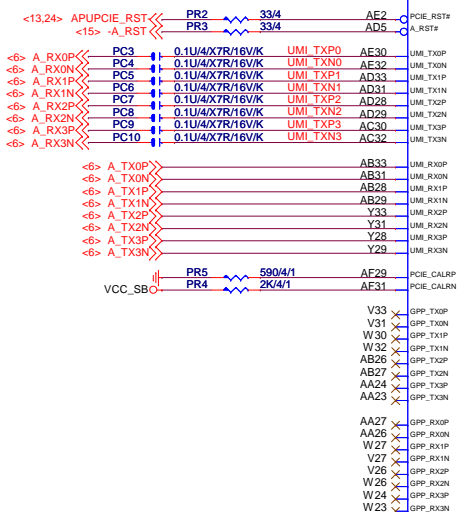 <13,24> APUPCIE_RST PR2 33/4 AE2 PCIE_RST#
<15> -A_RST PR3 33/4 AD5 A_RST#
<6> A_RX0P PC3 0.1U/4/X7R/16V/K UMI_TXP0 AE30 UMI_TX0P
<6> A_RX0N PC4 0.1U/4/X7R/16V/K UMI_TXN0 AE32 UMI_TX0N
<6> A_RX1P PC5 0.1U/4/X7R/16V/K UMI_TXP1 AD33 UMI_TX1P
<6> A_RX1N PC6 0.1U/4/X7R/16V/K UMI_TXN1 AD31 UMI_TX1N
<6> A_RX2P PC7 0.1U/4/X7R/16V/K UMI_TXP2 AD28 UMI_TX2P
<6> A_RX2N PC8 0.1U/4/X7R/16V/K UMI_TXN2 AD29 UMI_TX2N
<6> A_RX3P PC9 0.1U/4/X7R/16V/K UMI_TXP3 AC30 UMI_TX3P
<6> A_RX3N PC10 0.1U/4/X7R/16V/K UMI_TXN3 AC32 UMI_TX3N
<6> A_TX0P AB33 UMI_RX0P
<6> A_TX0N AB31 UMI_RX0N
<6> A_TX1P AB28 UMI_RX1P
<6> A_TX1N AB29 UMI_RX1N
<6> A_TX2P Y33 UMI_RX2P
<6> A_TX2N Y31 UMI_RX2N
<6> A_TX3P Y28 UMI_RX3P
<6> A_TX3N Y29 UMI_RX3N
PR5 590/4/1 AF29 PCIE_CALRP
VCC_SB PR4 2K/4/1 AF31 PCIE_CALRN
V33 GPP_TX0P
V31 GPP_TX0N
W30 GPP_TX1P
W32 GPP_TX1N
AB26 GPP_TX2P
AB27 GPP_TX2N
AA24 GPP_TX3P
AA23 GPP_TX3N
AA27 GPP_RX0P
AA26 GPP_RX0N
W27 GPP_RX1P
V27 GPP_RX1N
V26 GPP_RX2P
W26 GPP_RX2N
W24 GPP_RX3P
W23 GPP_RX3N